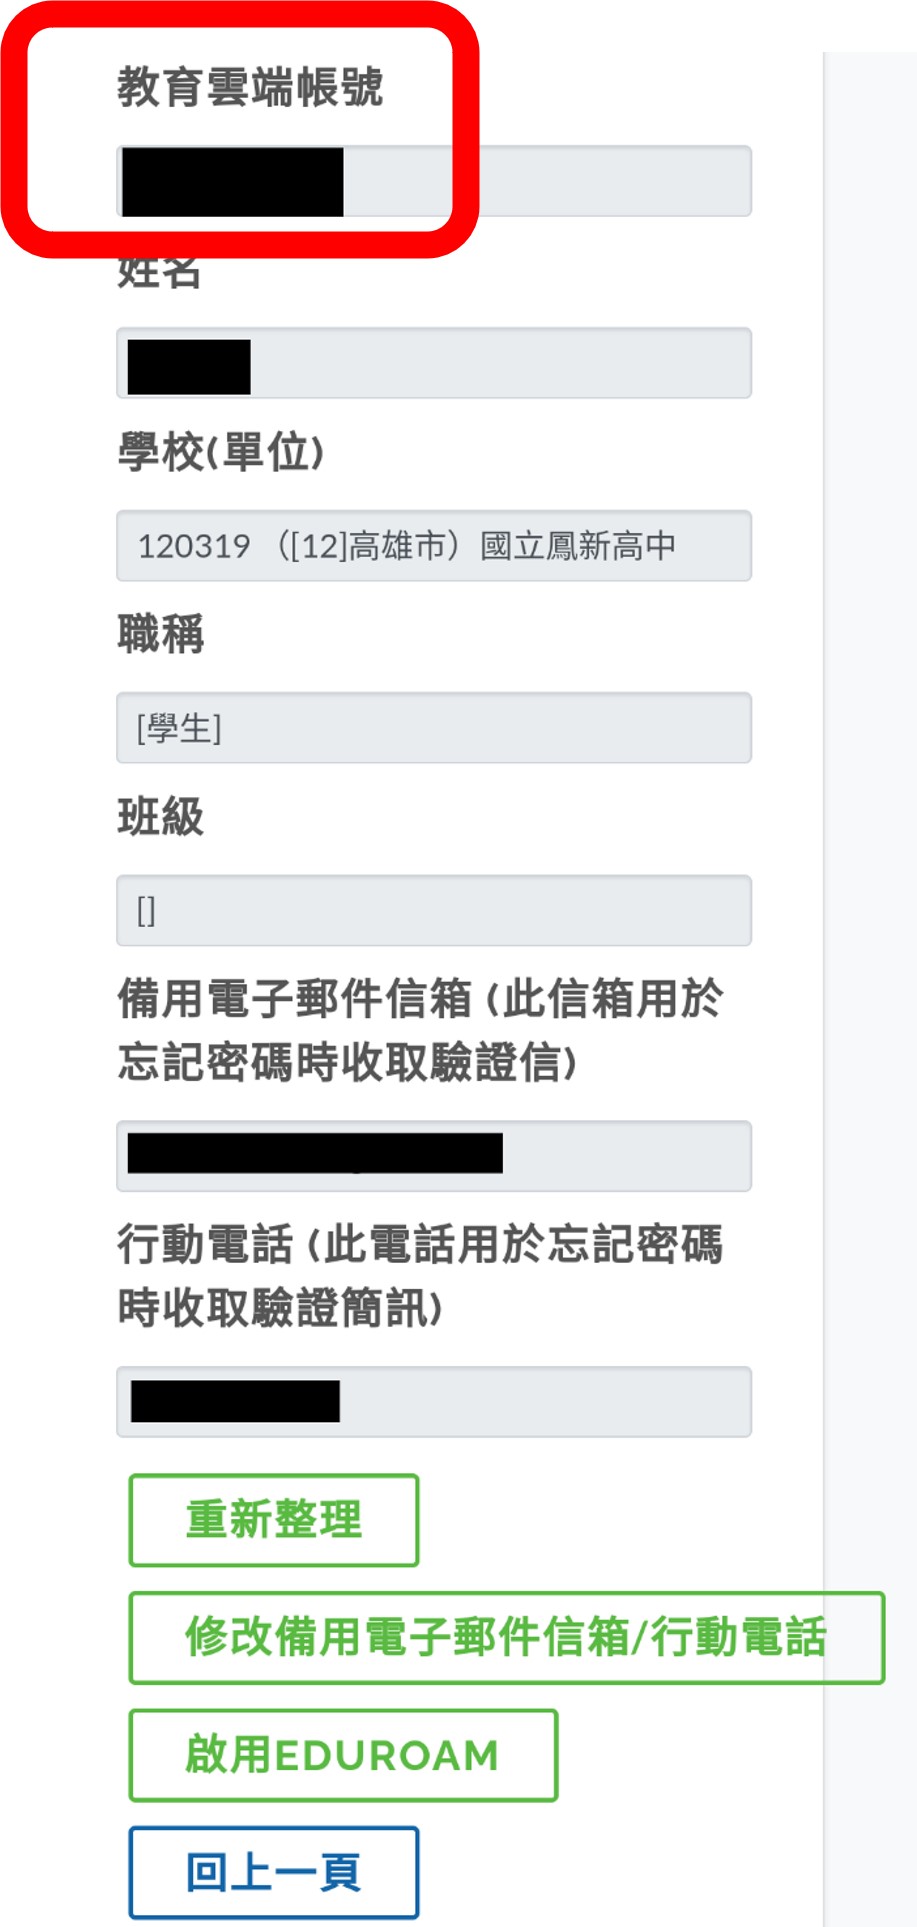 教育雲端帳號
姓名
學校(單位)
120319 （[12]高雄市）國立鳳新高中
職稱
[學生]
班級
[]
備用電子郵件信箱 (此信箱用於
忘記密碼時收取驗證信)
行動電話 (此電話用於忘記密碼
時收取驗證簡訊)
重新整理
修改備用電子郵件信箱/行動電話
啟用EDUROAM
回上一頁